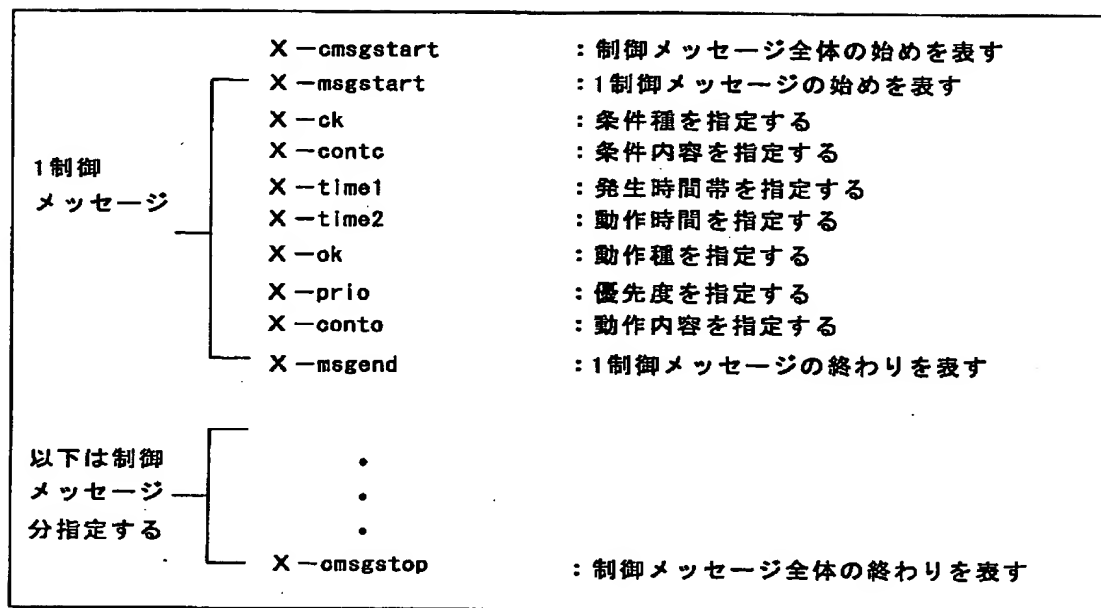 X－cmsgstart ：制御メッセージ全体の始めを表す
X－msgstart ：1制御メッセージの始めを表す
X－ck ：条件種を指定する
X－contc ：条件内容を指定する
1制御
メッセージ
X－time1 ：発生時間帯を指定する
X－time2 ：動作時間を指定する
X－ok ：動作種を指定する
X－prio ：優先度を指定する
X－conto ：動作内容を指定する
X－msgend ：1制御メッセージの終わりを表す
以下は制御
メッセージ
分指定する
・
・
・
X－cmsgstop ：制御メッセージ全体の終わりを表す